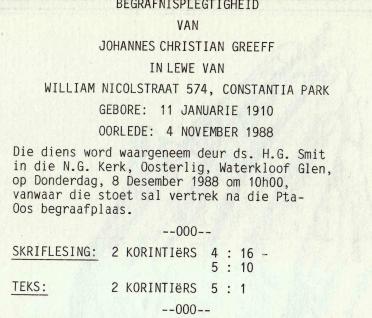 BEGRAFNISPLEGTIGHEID
VAN
JOHANNES CHRISTIAN GREEFF
IN LEWE VAN
WILLIAM NICOLSTRAAT 574, CONSTANTIA PARK
GEBORE: 11 JANUARIE 1910
OORLEDE: 4 NOVEMBER 1988
Die diens word waargeneem deur ds. H.G. Smit
in die N.G. Kerk, Oosterlig, Waterkloof Glen,
op Donderdag, 8 Desember 1988 om 10h00,
vanwaar die stoet sal vertrek na die Pta-
Oos begraafplaas.
--000--
SKRIFLESING: 2 KORINTIËRS 4 : 16 -
5 : 10
TEKS: 2 KORINTIËRS 5 : 1
--000--